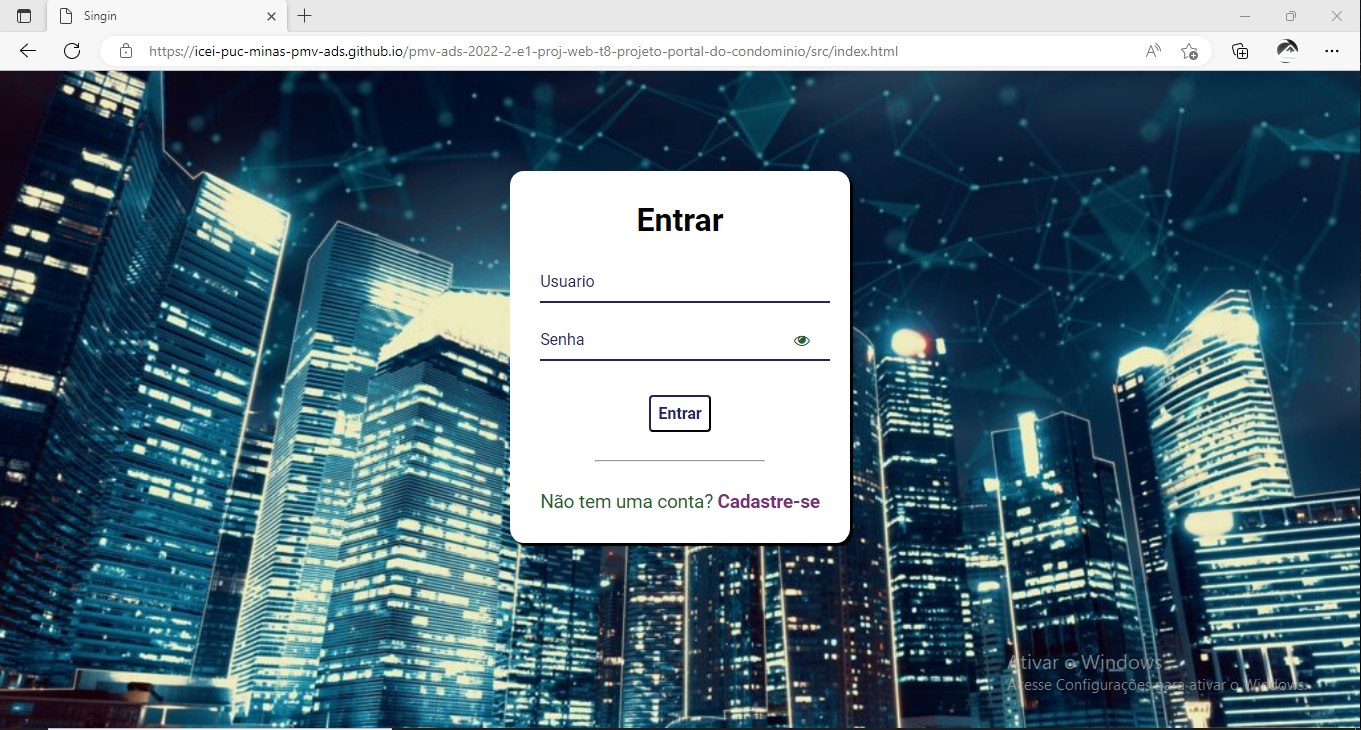 Singin
https://icei-puc-minas-pmv-ads.github.io/pmv-ads-2022-2-e1-proj-web-t8-projeto-portal-do-condominio/src/index.html
Entrar
Usuario
Senha
Entrar
Não tem uma conta? Cadastre-se
Ativar o Windows
Acesse Configurações para ativar o Windows.